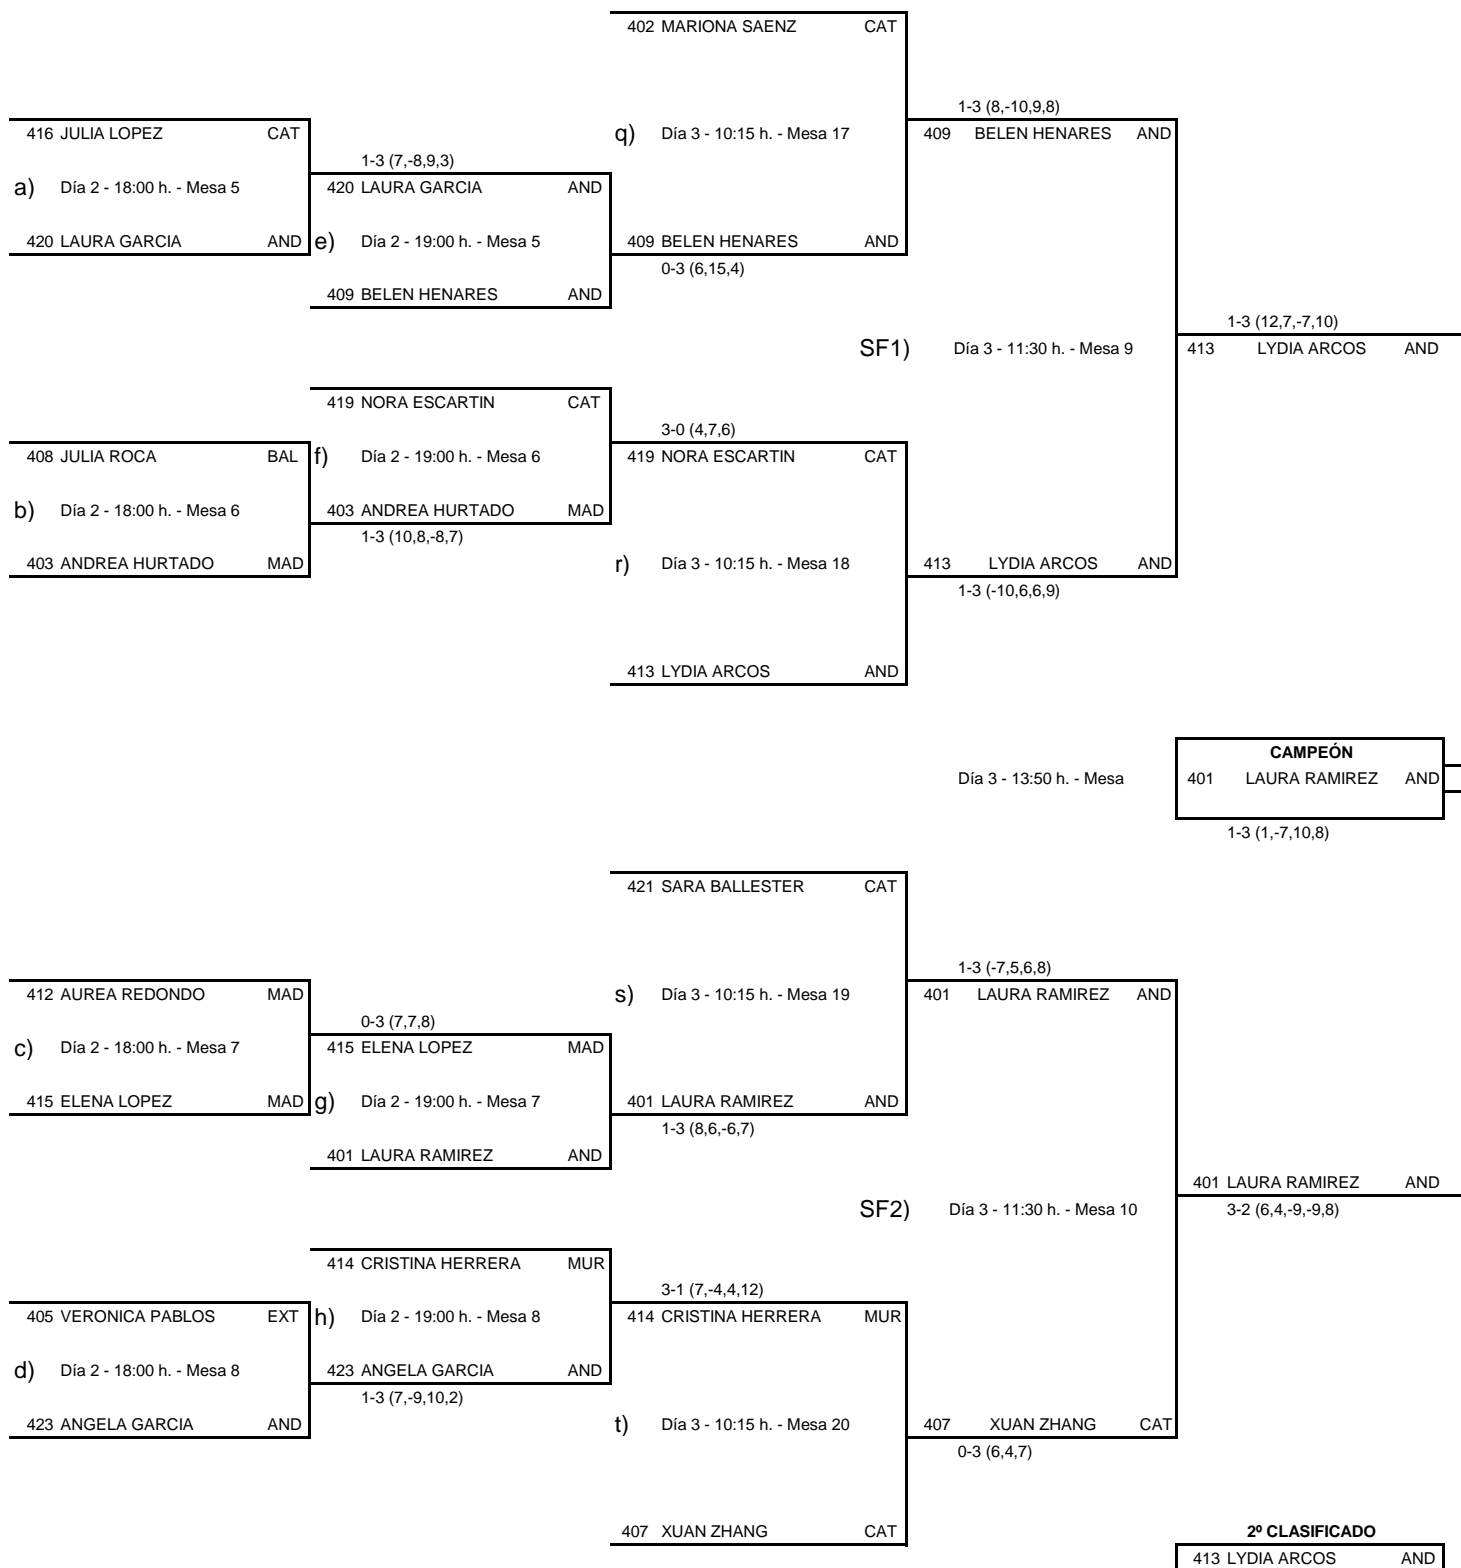 402 MARIONA SAENZ CAT
1-3 (8,-10,9,8)
416 JULIA LOPEZ CAT
q) Día 3 - 10:15 h. - Mesa 17
409 BELEN HENARES AND
1-3 (7,-8,9,3)
a) Día 2 - 18:00 h. - Mesa 5
420 LAURA GARCIA AND
420 LAURA GARCIA AND
e) Día 2 - 19:00 h. - Mesa 5
409 BELEN HENARES AND
0-3 (6,15,4)
409 BELEN HENARES AND
1-3 (12,7,-7,10)
SF1) Día 3 - 11:30 h. - Mesa 9
413 LYDIA ARCOS AND
419 NORA ESCARTIN CAT
3-0 (4,7,6)
408 JULIA ROCA BAL
f) Día 2 - 19:00 h. - Mesa 6
419 NORA ESCARTIN CAT
b) Día 2 - 18:00 h. - Mesa 6
403 ANDREA HURTADO MAD
1-3 (10,8,-8,7)
403 ANDREA HURTADO MAD
r) Día 3 - 10:15 h. - Mesa 18
413 LYDIA ARCOS AND
1-3 (-10,6,6,9)
413 LYDIA ARCOS AND
CAMPEÓN
Día 3 - 13:50 h. - Mesa
401 LAURA RAMIREZ AND
1-3 (1,-7,10,8)
421 SARA BALLESTER CAT
1-3 (-7,5,6,8)
412 AUREA REDONDO MAD
s) Día 3 - 10:15 h. - Mesa 19
401 LAURA RAMIREZ AND
0-3 (7,7,8)
c) Día 2 - 18:00 h. - Mesa 7
415 ELENA LOPEZ MAD
415 ELENA LOPEZ MAD
g) Día 2 - 19:00 h. - Mesa 7
401 LAURA RAMIREZ AND
1-3 (8,6,-6,7)
401 LAURA RAMIREZ AND
401 LAURA RAMIREZ AND
SF2) Día 3 - 11:30 h. - Mesa 10
3-2 (6,4,-9,-9,8)
414 CRISTINA HERRERA MUR
3-1 (7,-4,4,12)
405 VERONICA PABLOS EXT
h) Día 2 - 19:00 h. - Mesa 8
414 CRISTINA HERRERA MUR
d) Día 2 - 18:00 h. - Mesa 8
423 ANGELA GARCIA AND
1-3 (7,-9,10,2)
423 ANGELA GARCIA AND
t) Día 3 - 10:15 h. - Mesa 20
407 XUAN ZHANG CAT
0-3 (6,4,7)
407 XUAN ZHANG CAT
2º CLASIFICADO
413 LYDIA ARCOS AND